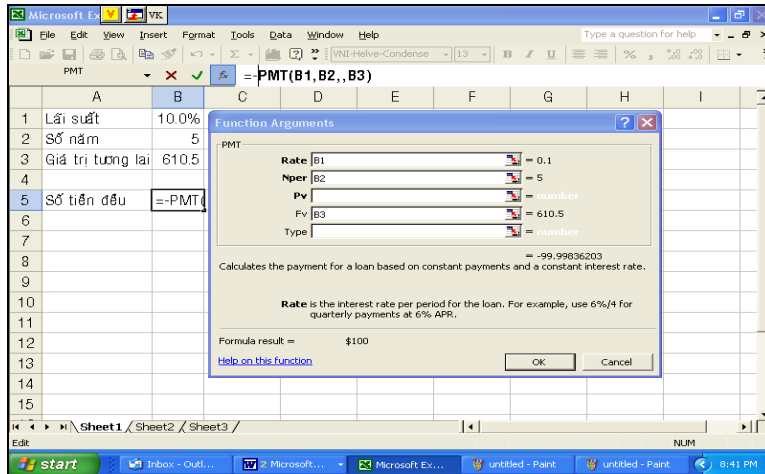 Microsoft Ex V VK
File Edit View Insert Format Tools Data Window Help Type a question for help
VNI-Helve-Condense 13 B I U % ,
PMT fx =-PMT(B1,B2,,B3)
A B C D E F G H I
1 Lãi suất 10.0%
2 Số năm 5
3 Giá trị tương lai 610.5
4
5 Số tiền đều =-PMT(
6
7
8
9
10
11
12
13
14
15
Function Arguments
PMT
Rate B1 = 0.1
Nper B2 = 5
Pv = number
Fv B3 = 610.5
Type = number
= -99.99836203
Calculates the payment for a loan based on constant payments and a constant interest rate.
Rate is the interest rate per period for the loan. For example, use 6%/4 for
quarterly payments at 6% APR.
Formula result = $100
Help on this function OK Cancel
Sheet1 / Sheet2 / Sheet3 /
Edit NUM
start Inbox - Outl... 2 Microsoft... Microsoft Ex... untitled - Paint untitled - Paint 8:41 PM